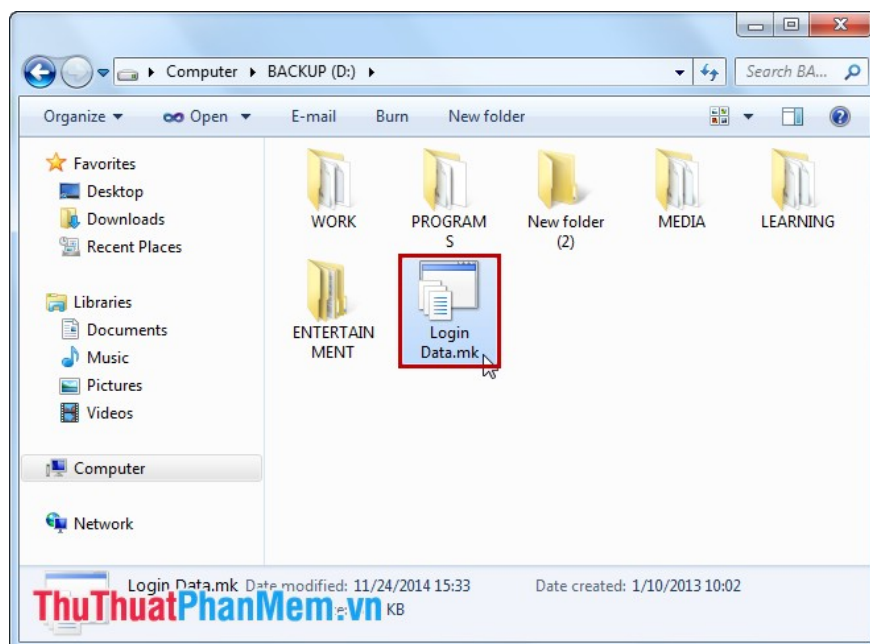 Computer BACKUP (D:)
Search BA...
Organize Open E-mail Burn New folder
Favorites
Desktop
Downloads
Recent Places
Libraries
Documents
Music
Pictures
Videos
Computer
Network
WORK
PROGRAM
S
New folder
(2)
MEDIA
LEARNING
ENTERTAIN
MENT
Login
Data.mk
Login Data.mk Date modified: 11/24/2014 15:33 Date created: 1/10/2013 10:02
KB
ThuThuatPhanMem.vn